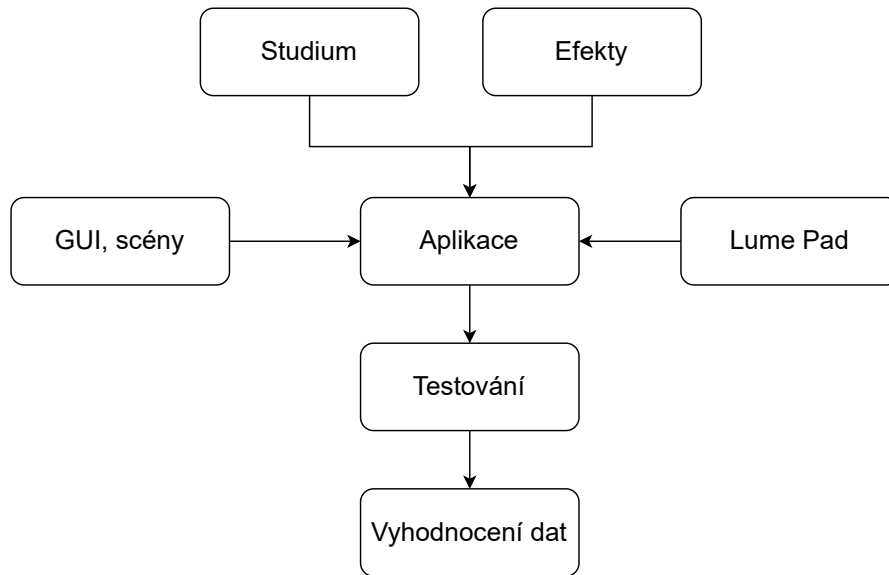 Studium
Efekty
GUI, scény
Aplikace
Lume Pad
Testování
Vyhodnocení dat